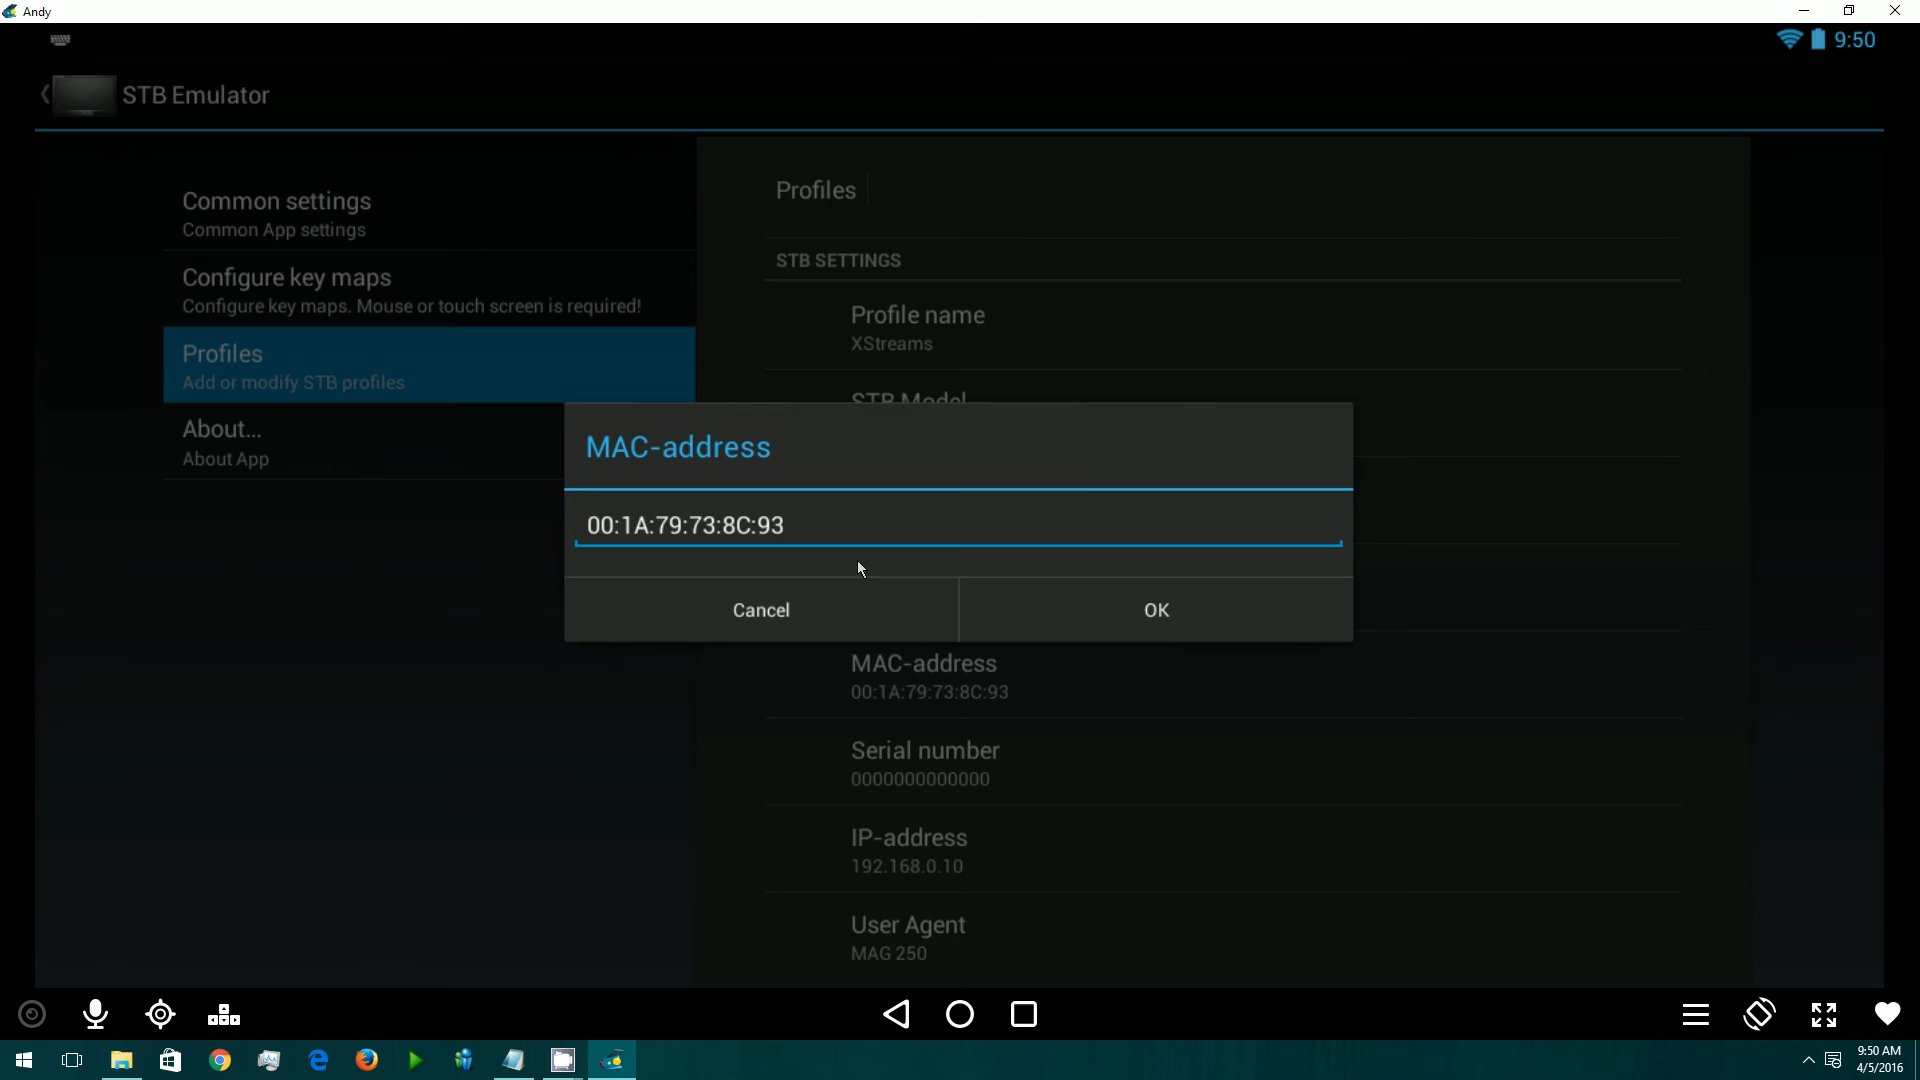 Andy
9:50
STB Emulator
Common settings
Common App settings
Configure key maps
Configure key maps. Mouse or touch screen is required!
Profiles
Add or modify STB profiles
About...
About App
Profiles
STB SETTINGS
Profile name
XStreams
STB Model
MAC-address
00:1A:79:73:8C:93
Cancel
OK
MAC-address
00:1A:79:73:8C:93
Serial number
0000000000000
IP-address
192.168.0.10
User Agent
MAG 250
9:50 AM
4/5/2016